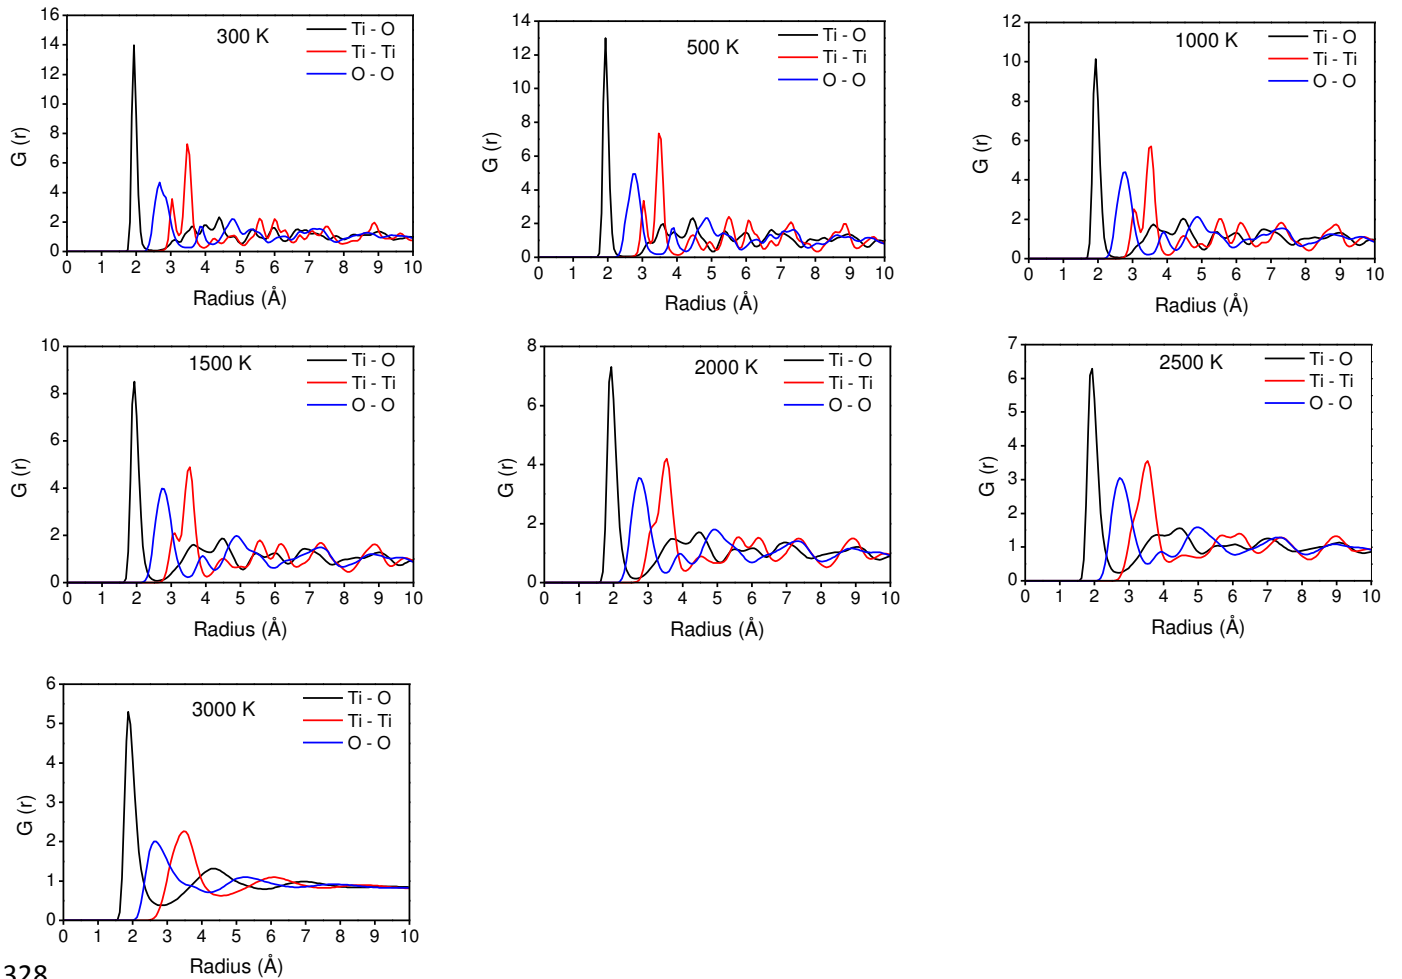 300 K
Ti - O
Ti - Ti
O - O
G (r)
16
14
12
10
8
6
4
2
0
0 1 2 3 4 5 6 7 8 9 10
Radius (Å)
500 K
Ti - O
Ti - Ti
O - O
G (r)
14
12
10
8
6
4
2
0
0 1 2 3 4 5 6 7 8 9 10
Radius (Å)
1000 K
Ti - O
Ti - Ti
O - O
G (r)
12
10
8
6
4
2
0
0 1 2 3 4 5 6 7 8 9 10
Radius (Å)
1500 K
Ti - O
Ti - Ti
O - O
G (r)
10
8
6
4
2
0
0 1 2 3 4 5 6 7 8 9 10
Radius (Å)
2000 K
Ti - O
Ti - Ti
O - O
G (r)
8
6
4
2
0
0 1 2 3 4 5 6 7 8 9 10
Radius (Å)
2500 K
Ti - O
Ti - Ti
O - O
G (r)
7
6
5
4
3
2
1
0
0 1 2 3 4 5 6 7 8 9 10
Radius (Å)
3000 K
Ti - O
Ti - Ti
O - O
G (r)
6
5
4
3
2
1
0
0 1 2 3 4 5 6 7 8 9 10
Radius (Å)
328